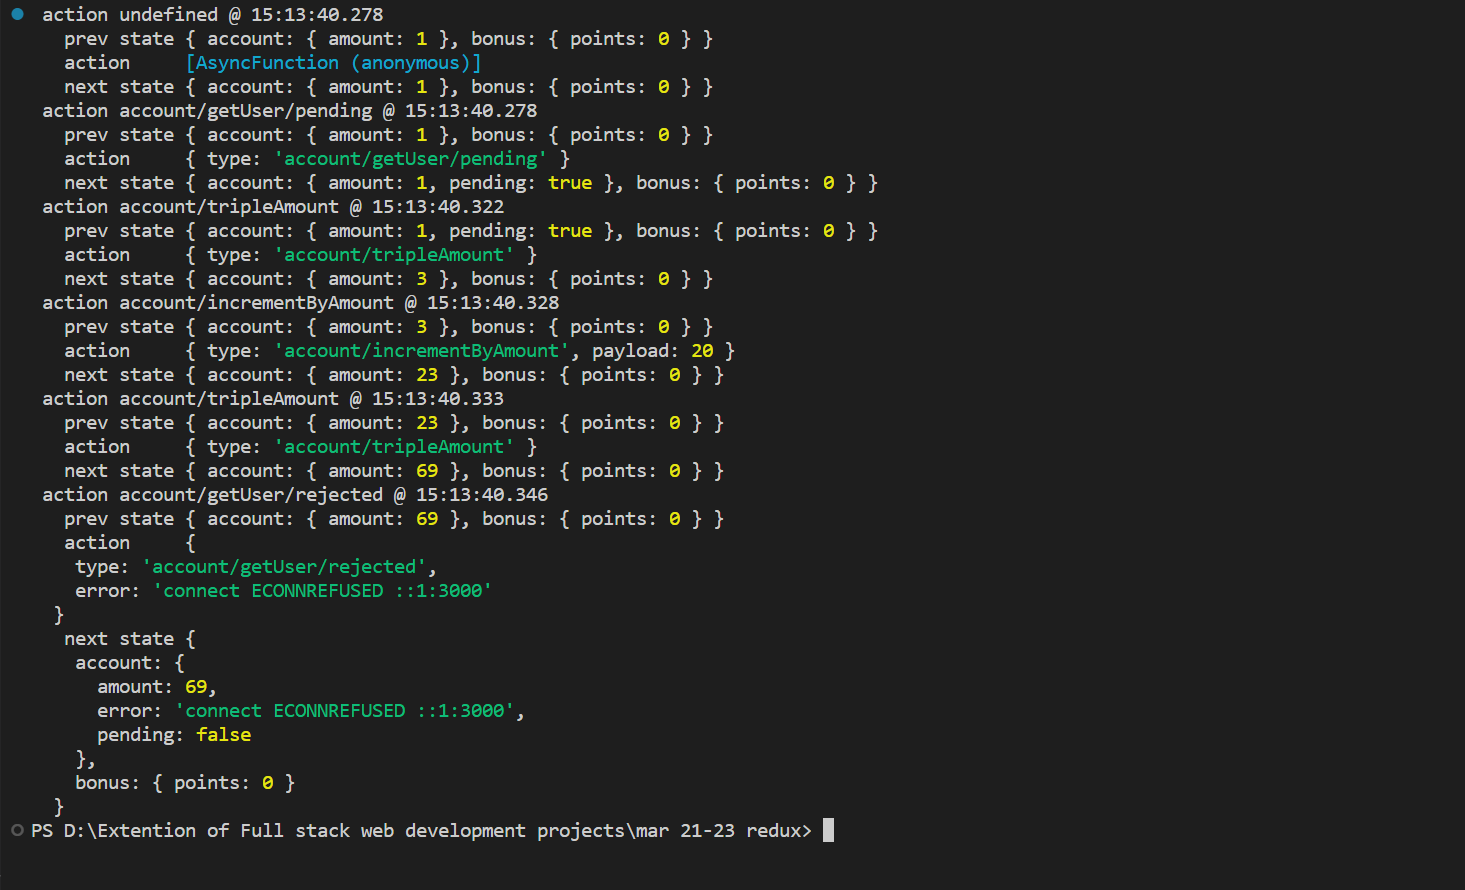 action undefined @ 15:13:40.278
prev state { account: { amount: 1 }, bonus: { points: 0 } }
action     [AsyncFunction (anonymous)]
next state { account: { amount: 1 }, bonus: { points: 0 } }
action account/getUser/pending @ 15:13:40.278
prev state { account: { amount: 1 }, bonus: { points: 0 } }
action     { type: 'account/getUser/pending' }
next state { account: { amount: 1, pending: true }, bonus: { points: 0 } }
action account/tripleAmount @ 15:13:40.322
prev state { account: { amount: 1, pending: true }, bonus: { points: 0 } }
action     { type: 'account/tripleAmount' }
next state { account: { amount: 3 }, bonus: { points: 0 } }
action account/incrementByAmount @ 15:13:40.328
prev state { account: { amount: 3 }, bonus: { points: 0 } }
action     { type: 'account/incrementByAmount', payload: 20 }
next state { account: { amount: 23 }, bonus: { points: 0 } }
action account/tripleAmount @ 15:13:40.333
prev state { account: { amount: 23 }, bonus: { points: 0 } }
action     { type: 'account/tripleAmount' }
next state { account: { amount: 69 }, bonus: { points: 0 } }
action account/getUser/rejected @ 15:13:40.346
prev state { account: { amount: 69 }, bonus: { points: 0 } }
action     {
type: 'account/getUser/rejected',
error: 'connect ECONNREFUSED ::1:3000'
}
next state {
account: {
amount: 69,
error: 'connect ECONNREFUSED ::1:3000',
pending: false
},
bonus: { points: 0 }
}
PS D:\Extention of Full stack web development projects\mar 21-23 redux>